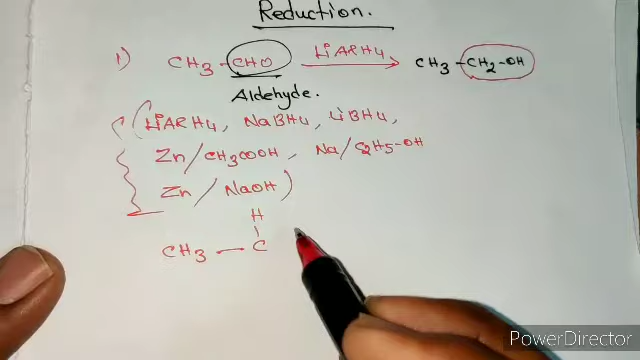 Reduction.
1) CH3-CHO LiAlH4 → CH3-CH2-OH
Aldehyde.
(LiAlH4, NaBH4, LiBH4,
Zn/CH3COOH, Na/C2H5-OH
Zn/NaOH)
H
CH3 — C
PowerDirector